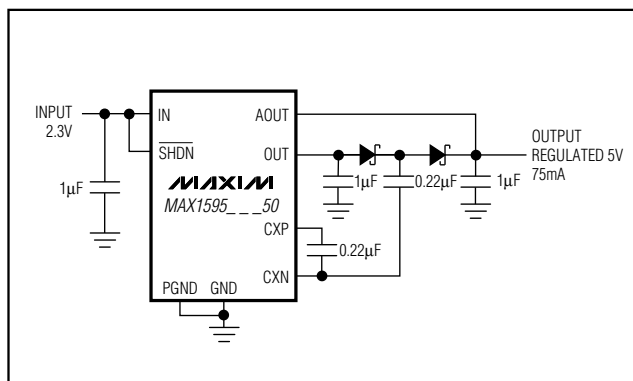 INPUT
2.3V
1µF
IN
SHDN
MAXIM
MAX1595_ _ _50
PGND
GND
AOUT
OUT
CXP
CXN
1µF
0.22µF
0.22µF
1µF
OUTPUT
REGULATED 5V
75mA